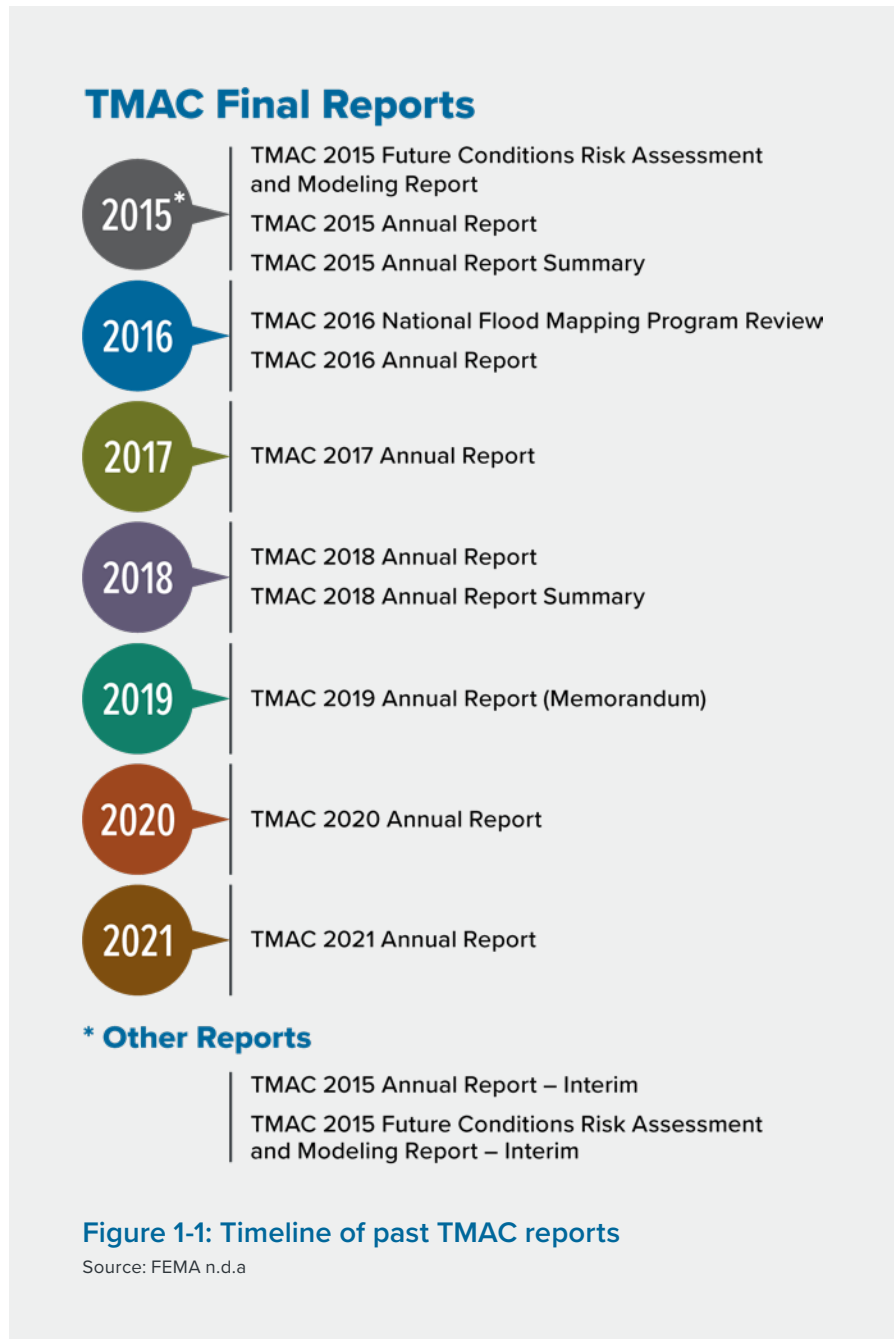 TMAC Final Reports
2015*
TMAC 2015 Future Conditions Risk Assessment
and Modeling Report
TMAC 2015 Annual Report
TMAC 2015 Annual Report Summary
2016
TMAC 2016 National Flood Mapping Program Review
TMAC 2016 Annual Report
2017
TMAC 2017 Annual Report
2018
TMAC 2018 Annual Report
TMAC 2018 Annual Report Summary
2019
TMAC 2019 Annual Report (Memorandum)
2020
TMAC 2020 Annual Report
2021
TMAC 2021 Annual Report
* Other Reports
TMAC 2015 Annual Report – Interim
TMAC 2015 Future Conditions Risk Assessment
and Modeling Report – Interim
Figure 1-1: Timeline of past TMAC reports
Source: FEMA n.d.a